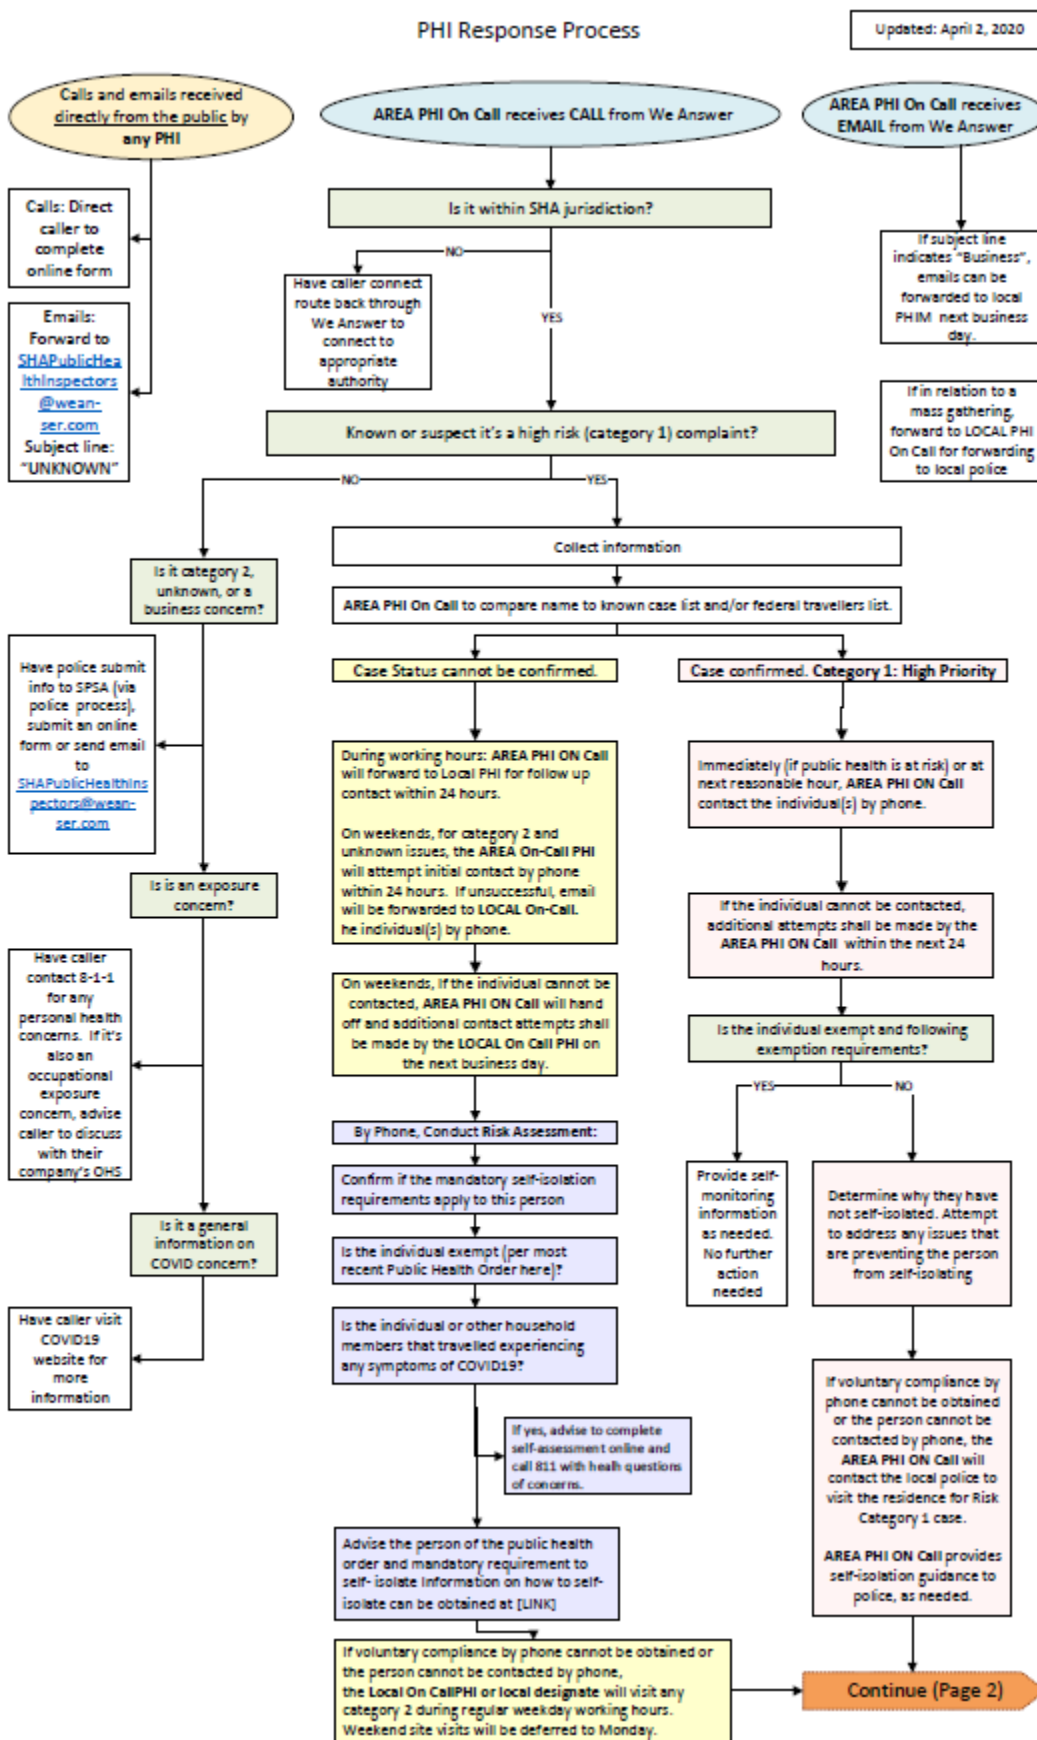 PHI Response Process
Updated: April 2, 2020
Calls and emails received
directly from the public by
any PHI
AREA PHI On Call receives CALL from We Answer
AREA PHI On Call receives
EMAIL from We Answer
Calls: Direct
caller to
complete
online form
Emails:
Forward to
SHAPublicHea
lthInspectors
@wean-
ser.com
Subject line:
"UNKNOWN"
Is it within SHA jurisdiction?
NO
YES
Have caller connect
route back through
We Answer to
connect to
appropriate
authority
If subject line
indicates "Business",
emails can be
forwarded to local
PHIM next business
day.
If in relation to a
mass gathering,
forward to LOCAL PHI
On Call for forwarding
to local police
Known or suspect it's a high risk (category 1) complaint?
NO
YES
Is it category 2,
unknown, or a
business concern?
Have police submit
info to SPSA (via
police process),
submit an online
form or send email
to
SHAPublicHealthIns
pectors@wean-
ser.com
Is is an exposure
concern?
Have caller
contact 8-1-1
for any
personal health
concerns. If it's
also an
occupational
exposure
concern, advise
caller to discuss
with their
company's OHS
Is it a general
information on
COVID concern?
Have caller visit
COVID19
website for
more
information
Collect information
AREA PHI On Call to compare name to known case list and/or federal travellers list.
Case Status cannot be confirmed.
During working hours: AREA PHI ON Call
will forward to Local PHI for follow up
contact within 24 hours.
On weekends, for category 2 and
unknown issues, the AREA On-Call PHI
will attempt initial contact by phone
within 24 hours. If unsuccessful, email
will be forwarded to LOCAL On-Call.
he individual(s) by phone.
On weekends, if the individual cannot be
contacted, AREA PHI ON Call will hand
off and additional contact attempts shall
be made by the LOCAL On Call PHI on
the next business day.
By Phone, Conduct Risk Assessment:
Confirm if the mandatory self-isolation
requirements apply to this person
Is the individual exempt (per most
recent Public Health Order here)?
Is the individual or other household
members that travelled experiencing
any symptoms of COVID19?
If yes, advise to complete
self-assessment online and
call 811 with healh questions
of concerns.
Advise the person of the public health
order and mandatory requirement to
self- isolate Information on how to self-
isolate can be obtained at [LINK]
If voluntary compliance by phone cannot be obtained or
the person cannot be contacted by phone,
the Local On CallPHI or local designate will visit any
category 2 during regular weekday working hours.
Weekend site visits will be deferred to Monday.
Case confirmed. Category 1: High Priority
Immediately (if public health is at risk) or at
next reasonable hour, AREA PHI ON Call
contact the individual(s) by phone.
If the individual cannot be contacted,
additional attempts shall be made by the
AREA PHI ON Call within the next 24
hours.
Is the individual exempt and following
exemption requirements?
YES
NO
Provide self-
monitoring
information
as needed.
No further
action
needed
Determine why they have
not self-isolated. Attempt
to address any issues that
are preventing the person
from self-isolating
If voluntary compliance by
phone cannot be obtained
or the person cannot be
contacted by phone, the
AREA PHI ON Call will
contact the local police to
visit the residence for Risk
Category 1 case.
AREA PHI ON Call provides
self-isolation guidance to
police, as needed.
Continue (Page 2)